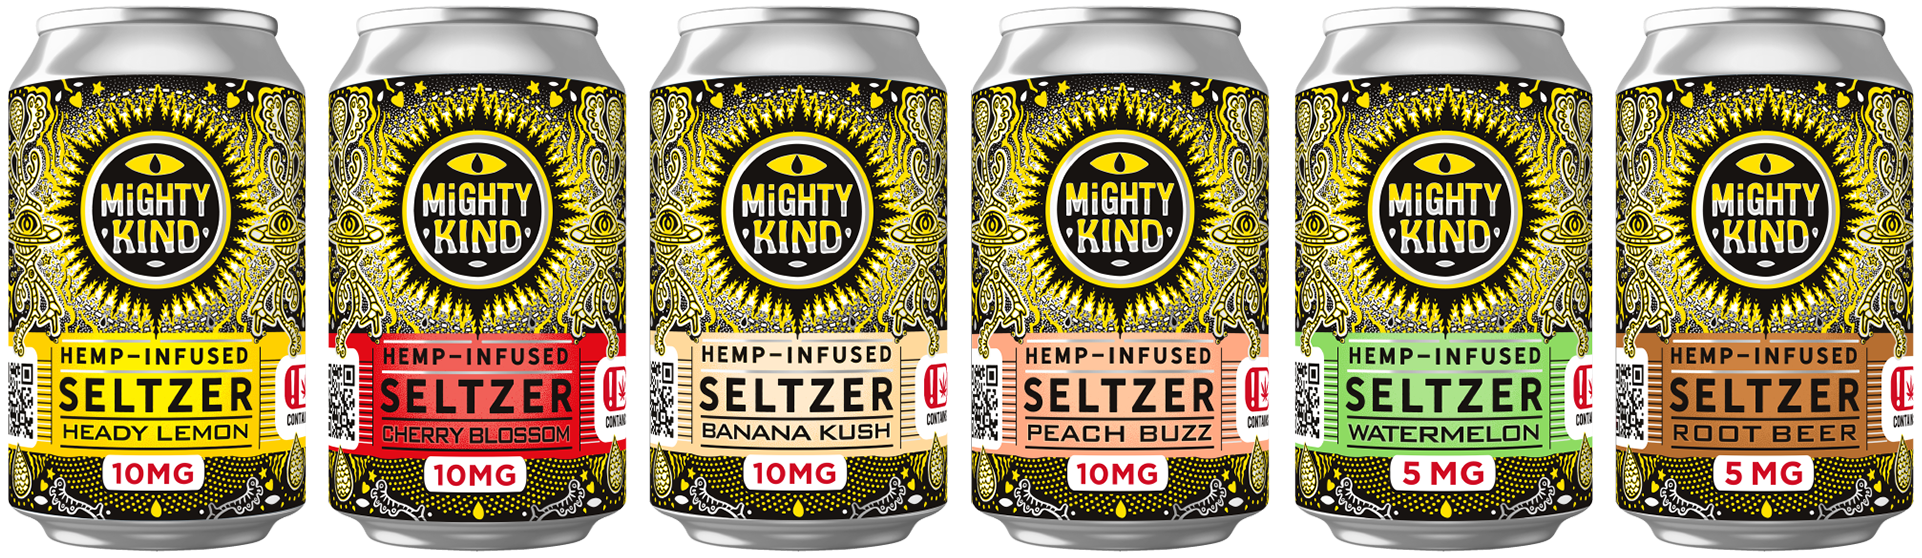 MiGHTY
KIND
HEMP-INFUSED
SELTZER
HEADY LEMON
10MG
MiGHTY
KIND
HEMP-INFUSED
SELTZER
CHERRY BLOSSOM
10MG
MiGHTY
KIND
HEMP-INFUSED
SELTZER
BANANA KUSH
10MG
MiGHTY
KIND
HEMP-INFUSED
SELTZER
PEACH BUZZ
10MG
MiGHTY
KIND
HEMP-INFUSED
SELTZER
WATERMELON
5 MG
MiGHTY
KIND
HEMP-INFUSED
SELTZER
ROOT BEER
5 MG